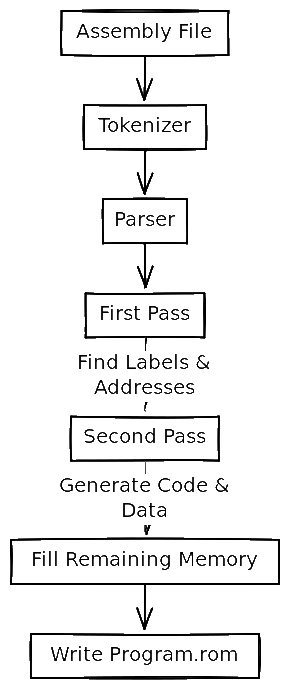 Assembly File
Tokenizer
Parser
First Pass
Find Labels &
Addresses
Second Pass
Generate Code &
Data
Fill Remaining Memory
Write Program.rom